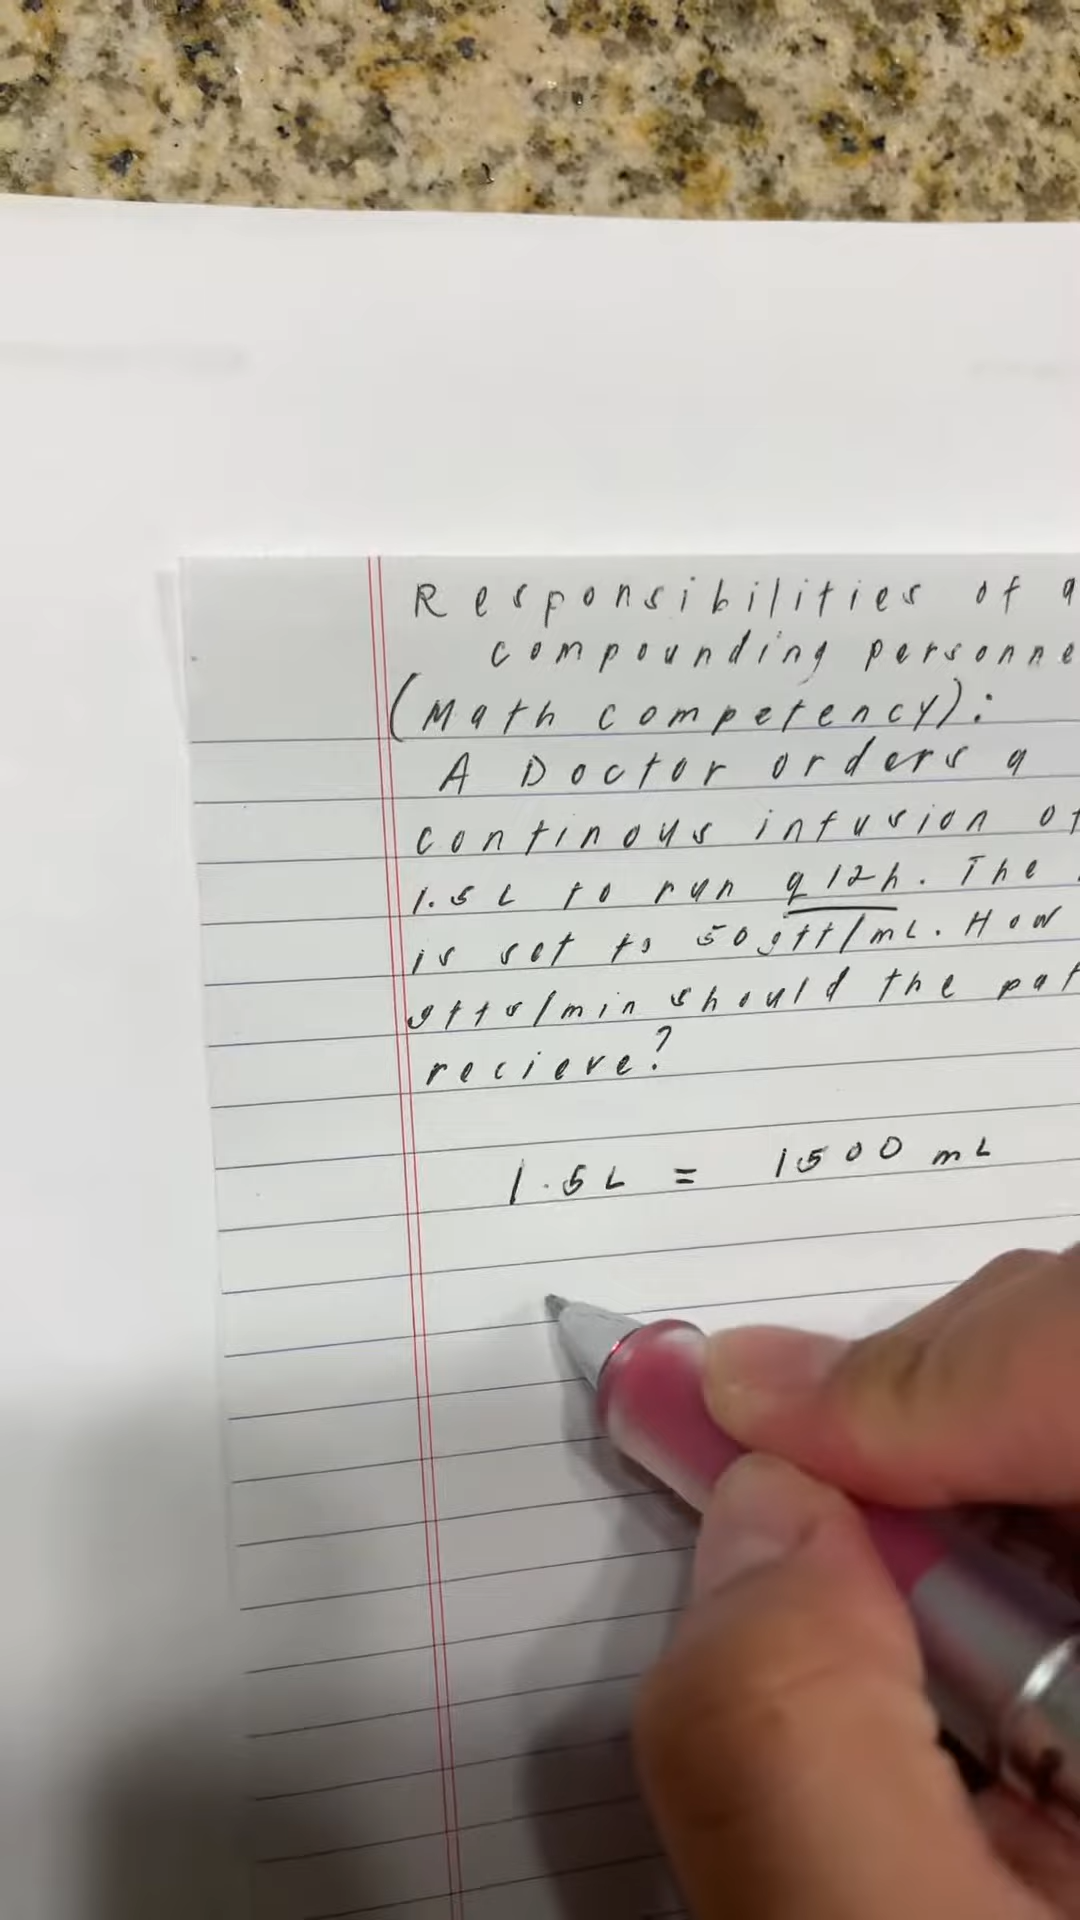 Responsibilities of a
compounding personne
(Math competency):
A Doctor orders a
continous infusion of
1.5L to run q12h. The
is set to 50gtt/mL. How
gtts/min should the pat
recieve?
1.5L = 1500 mL